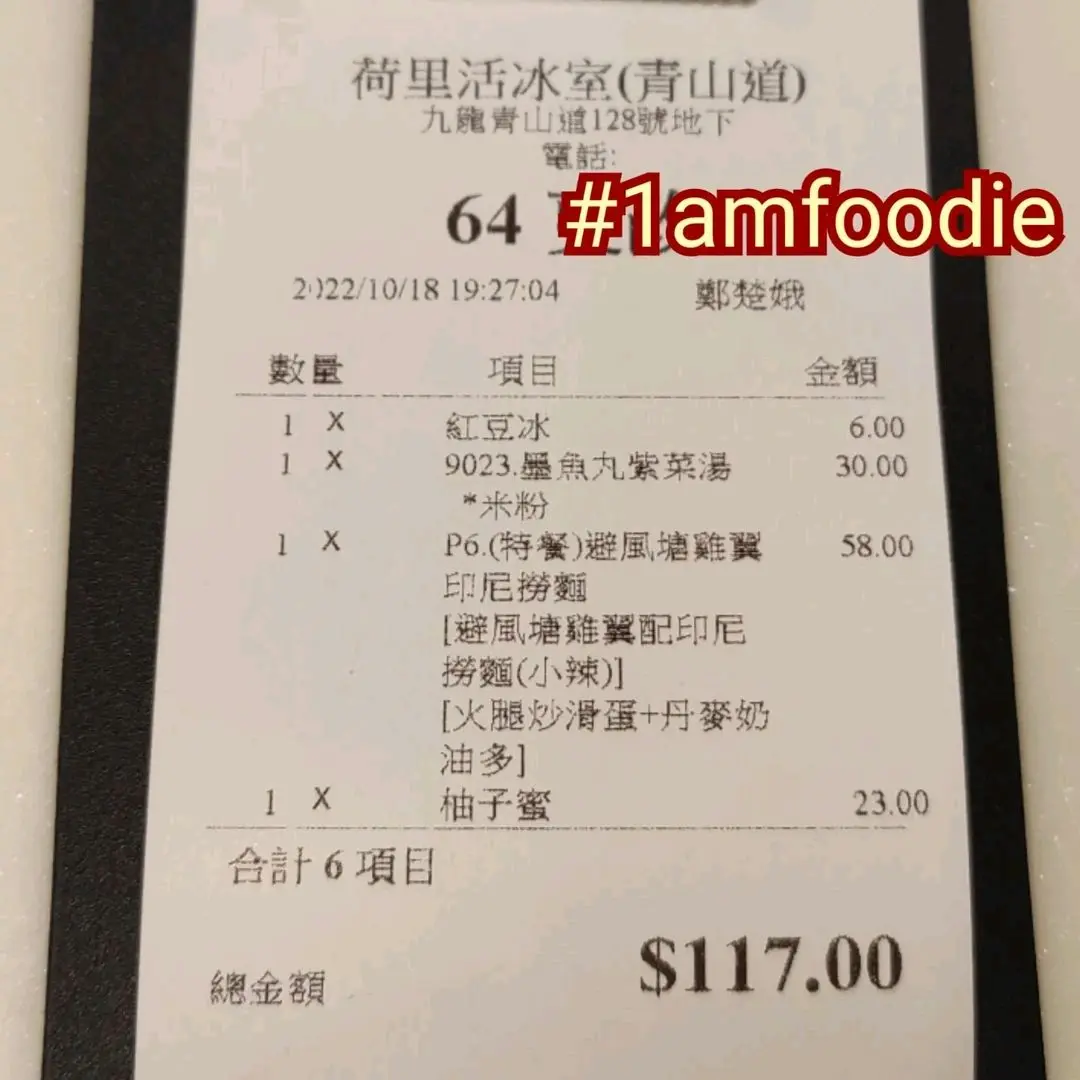 荷里活冰室(青山道)
九龍青山道128號地下
電話:
64
#1amfoodie
2022/10/18 19:27:04 鄭楚娥
數量 項目 金額
1 X 紅豆冰 6.00
1 X 9023.墨魚丸紫菜湯 30.00
*米粉
1 X P6.(特餐)避風塘雞翼 58.00
印尼撈麵
[避風塘雞翼配印尼
撈麵(小辣)]
[火腿炒滑蛋+丹麥奶
油多]
1 X 柚子蜜 23.00
合計 6 項目
總金額 $117.00